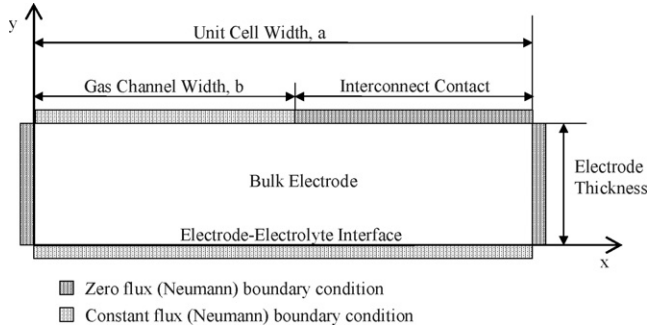 y
Unit Cell Width, a
Gas Channel Width, b
Interconnect Contact
Bulk Electrode
Electrode
Thickness
Electrode-Electrolyte Interface
x
Zero flux (Neumann) boundary condition
Constant flux (Neumann) boundary condition